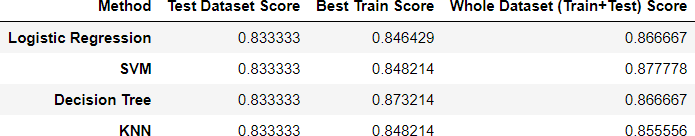 Method Test Dataset Score Best Train Score Whole Dataset (Train+Test) Score
Logistic Regression 0.833333 0.846429 0.866667
SVM 0.833333 0.848214 0.877778
Decision Tree 0.833333 0.873214 0.866667
KNN 0.833333 0.848214 0.855556